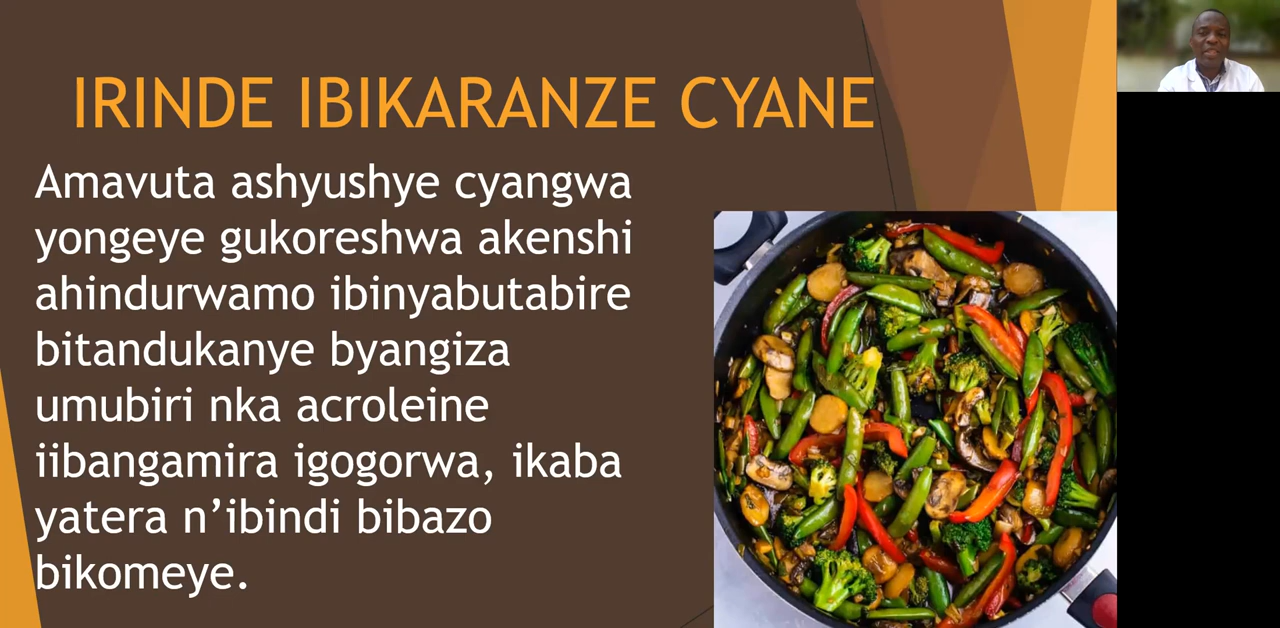 IRINDE IBIKARANZE CYANE
Amavuta ashyushye cyangwa
yongeye gukoreshwa akenshi
ahindurwamo ibinyabutabire
bitandukanye byangiza
umubiri nka acroleine
iibangamira igogorwa, ikaba
yatera n’ibindi bibazo
bikomeye.